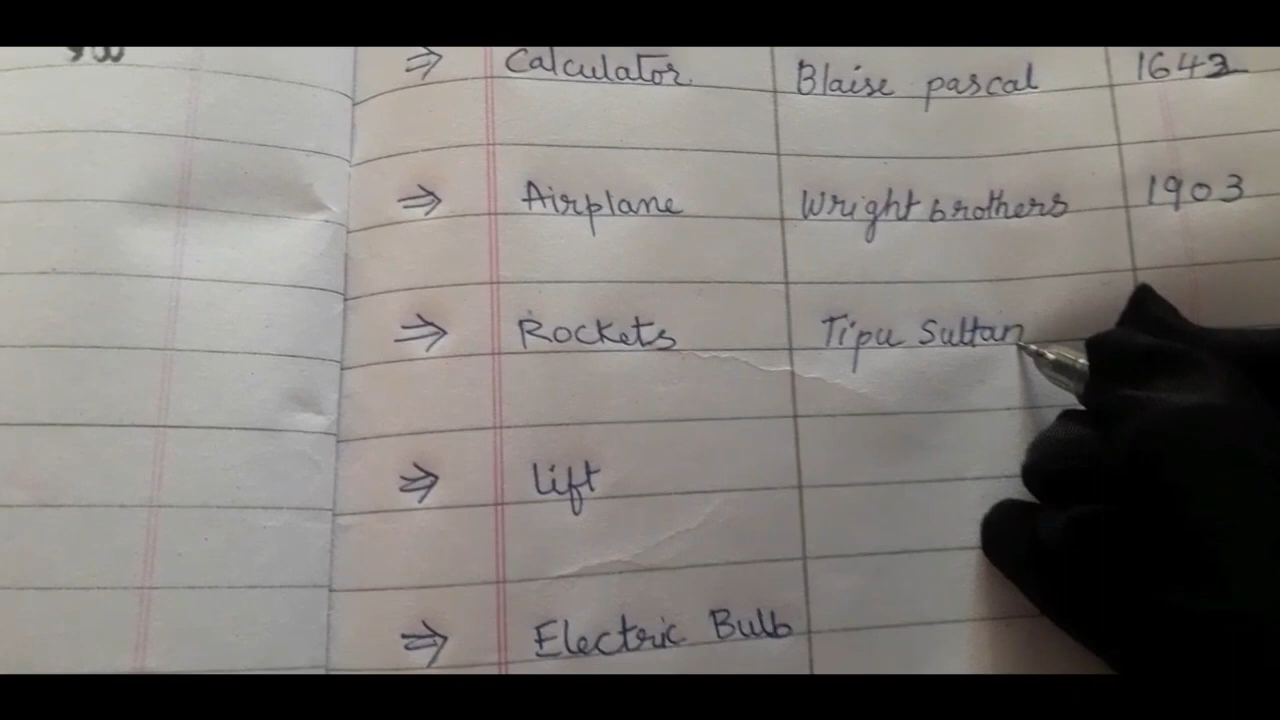 ⇒ Calculator Blaise pascal 1642
⇒ Airplane Wright brothers 1903
⇒ Rockets Tipu Sultan
⇒ Lift
⇒ Electric Bulb